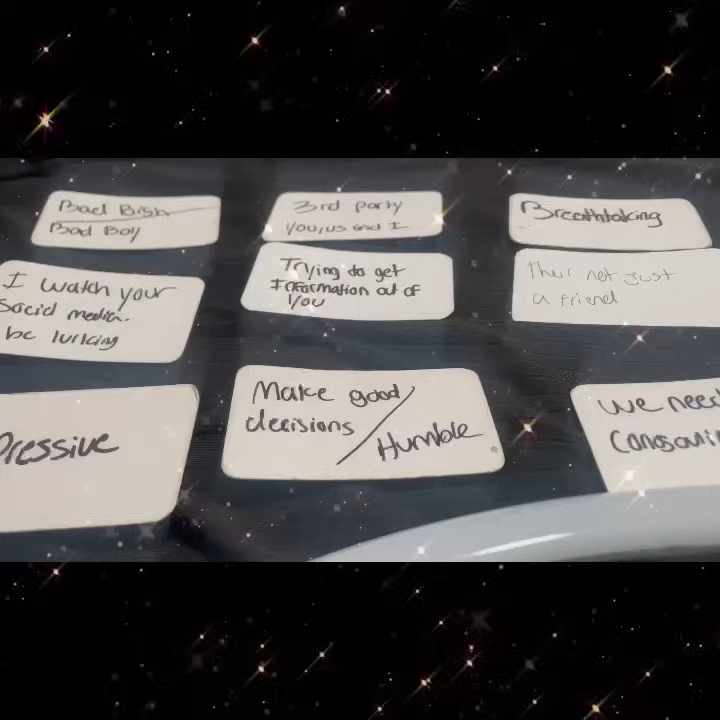 Bad Bish
Bad Boy
3rd party
you, us and I
Breathtaking
I watch your
Social media.
be lurking
Trying to get
Information out of
you
Their not just
a friend
pressive
Make good
decisions / Humble
we need